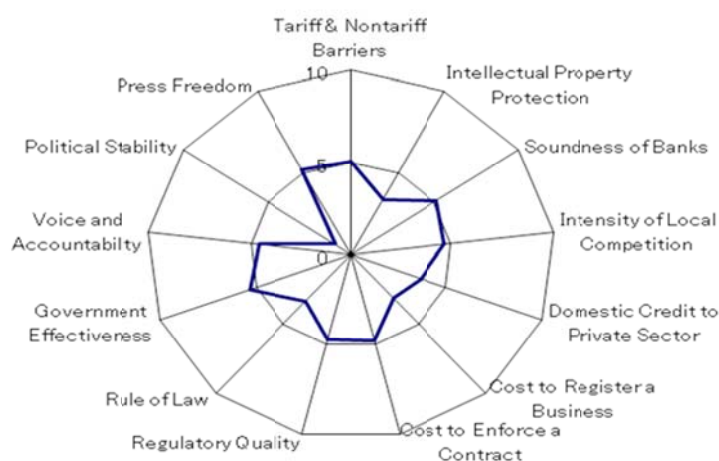 Tariff & Nontariff
Barriers
Intellectual Property
Protection
Soundness of Banks
Intensity of Local
Competition
Domestic Credit to
Private Sector
Cost to Register a
Business
Cost to Enforce a
Contract
Regulatory Quality
Rule of Law
Government
Effectiveness
Voice and
Accountability
Political Stability
Press Freedom
10
5
0